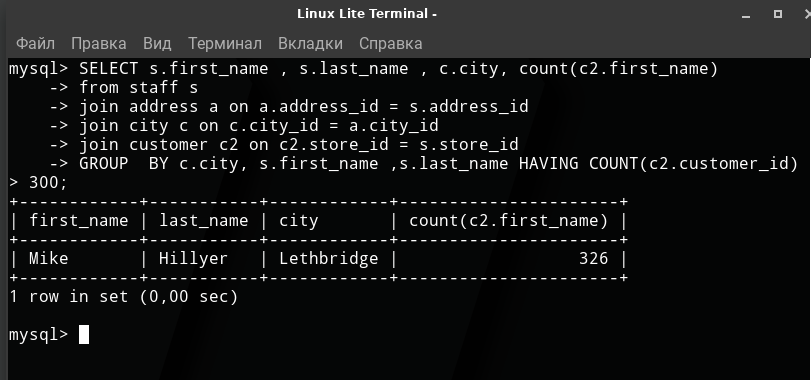 Linux Lite Terminal -
Файл Правка Вид Терминал Вкладки Справка
mysql> SELECT s.first_name , s.last_name , c.city, count(c2.first_name)
    -> from staff s
    -> join address a on a.address_id = s.address_id
    -> join city c on c.city_id = a.city_id
    -> join customer c2 on c2.store_id = s.store_id
    -> GROUP  BY c.city, s.first_name ,s.last_name HAVING COUNT(c2.customer_id)
> 300;
+------------+-----------+------------+----------------------+
| first_name | last_name | city       | count(c2.first_name) |
+------------+-----------+------------+----------------------+
| Mike       | Hillyer   | Lethbridge |                  326 |
+------------+-----------+------------+----------------------+
1 row in set (0,00 sec)
mysql>